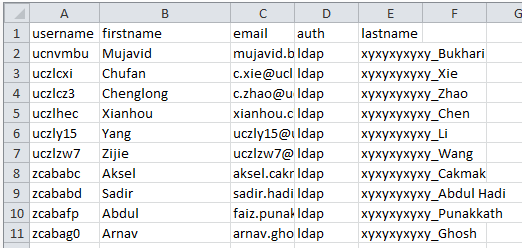 A B C D E F G
1 username firstname email auth lastname
2 ucnvmbu Mujavid mujavid.b ldap xyxyxyxyxy_Bukhari
3 uczlcxi Chufan c.xie@ucl ldap xyxyxyxyxy_Xie
4 uczlcz3 Chenglong c.zhao@u ldap xyxyxyxyxy_Zhao
5 uczlhec Xianhou xianhou.c ldap xyxyxyxyxy_Chen
6 uczly15 Yang uczly15@u ldap xyxyxyxyxy_Li
7 uczlzw7 Zijie uczlzw7@ ldap xyxyxyxyxy_Wang
8 zcababc Aksel aksel.cakr ldap xyxyxyxyxy_Cakmak
9 zcababd Sadir sadir.hadi ldap xyxyxyxyxy_Abdul Hadi
10 zcabafp Abdul faiz.punak ldap xyxyxyxyxy_Punakkath
11 zcabag0 Arnav arnav.gho ldap xyxyxyxyxy_Ghosh